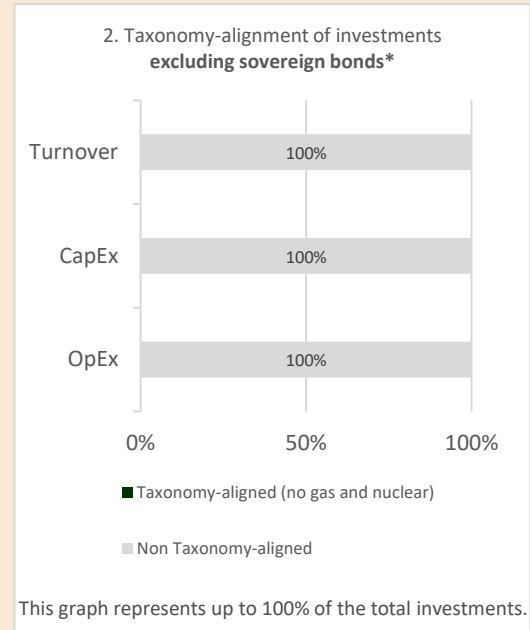 2. Taxonomy-alignment of investments
excluding sovereign bonds*
Turnover
100%
CapEx
100%
OpEx
100%
0%
50%
100%
Taxonomy-aligned (no gas and nuclear)
Non Taxonomy-aligned
This graph represents up to 100% of the total investments.